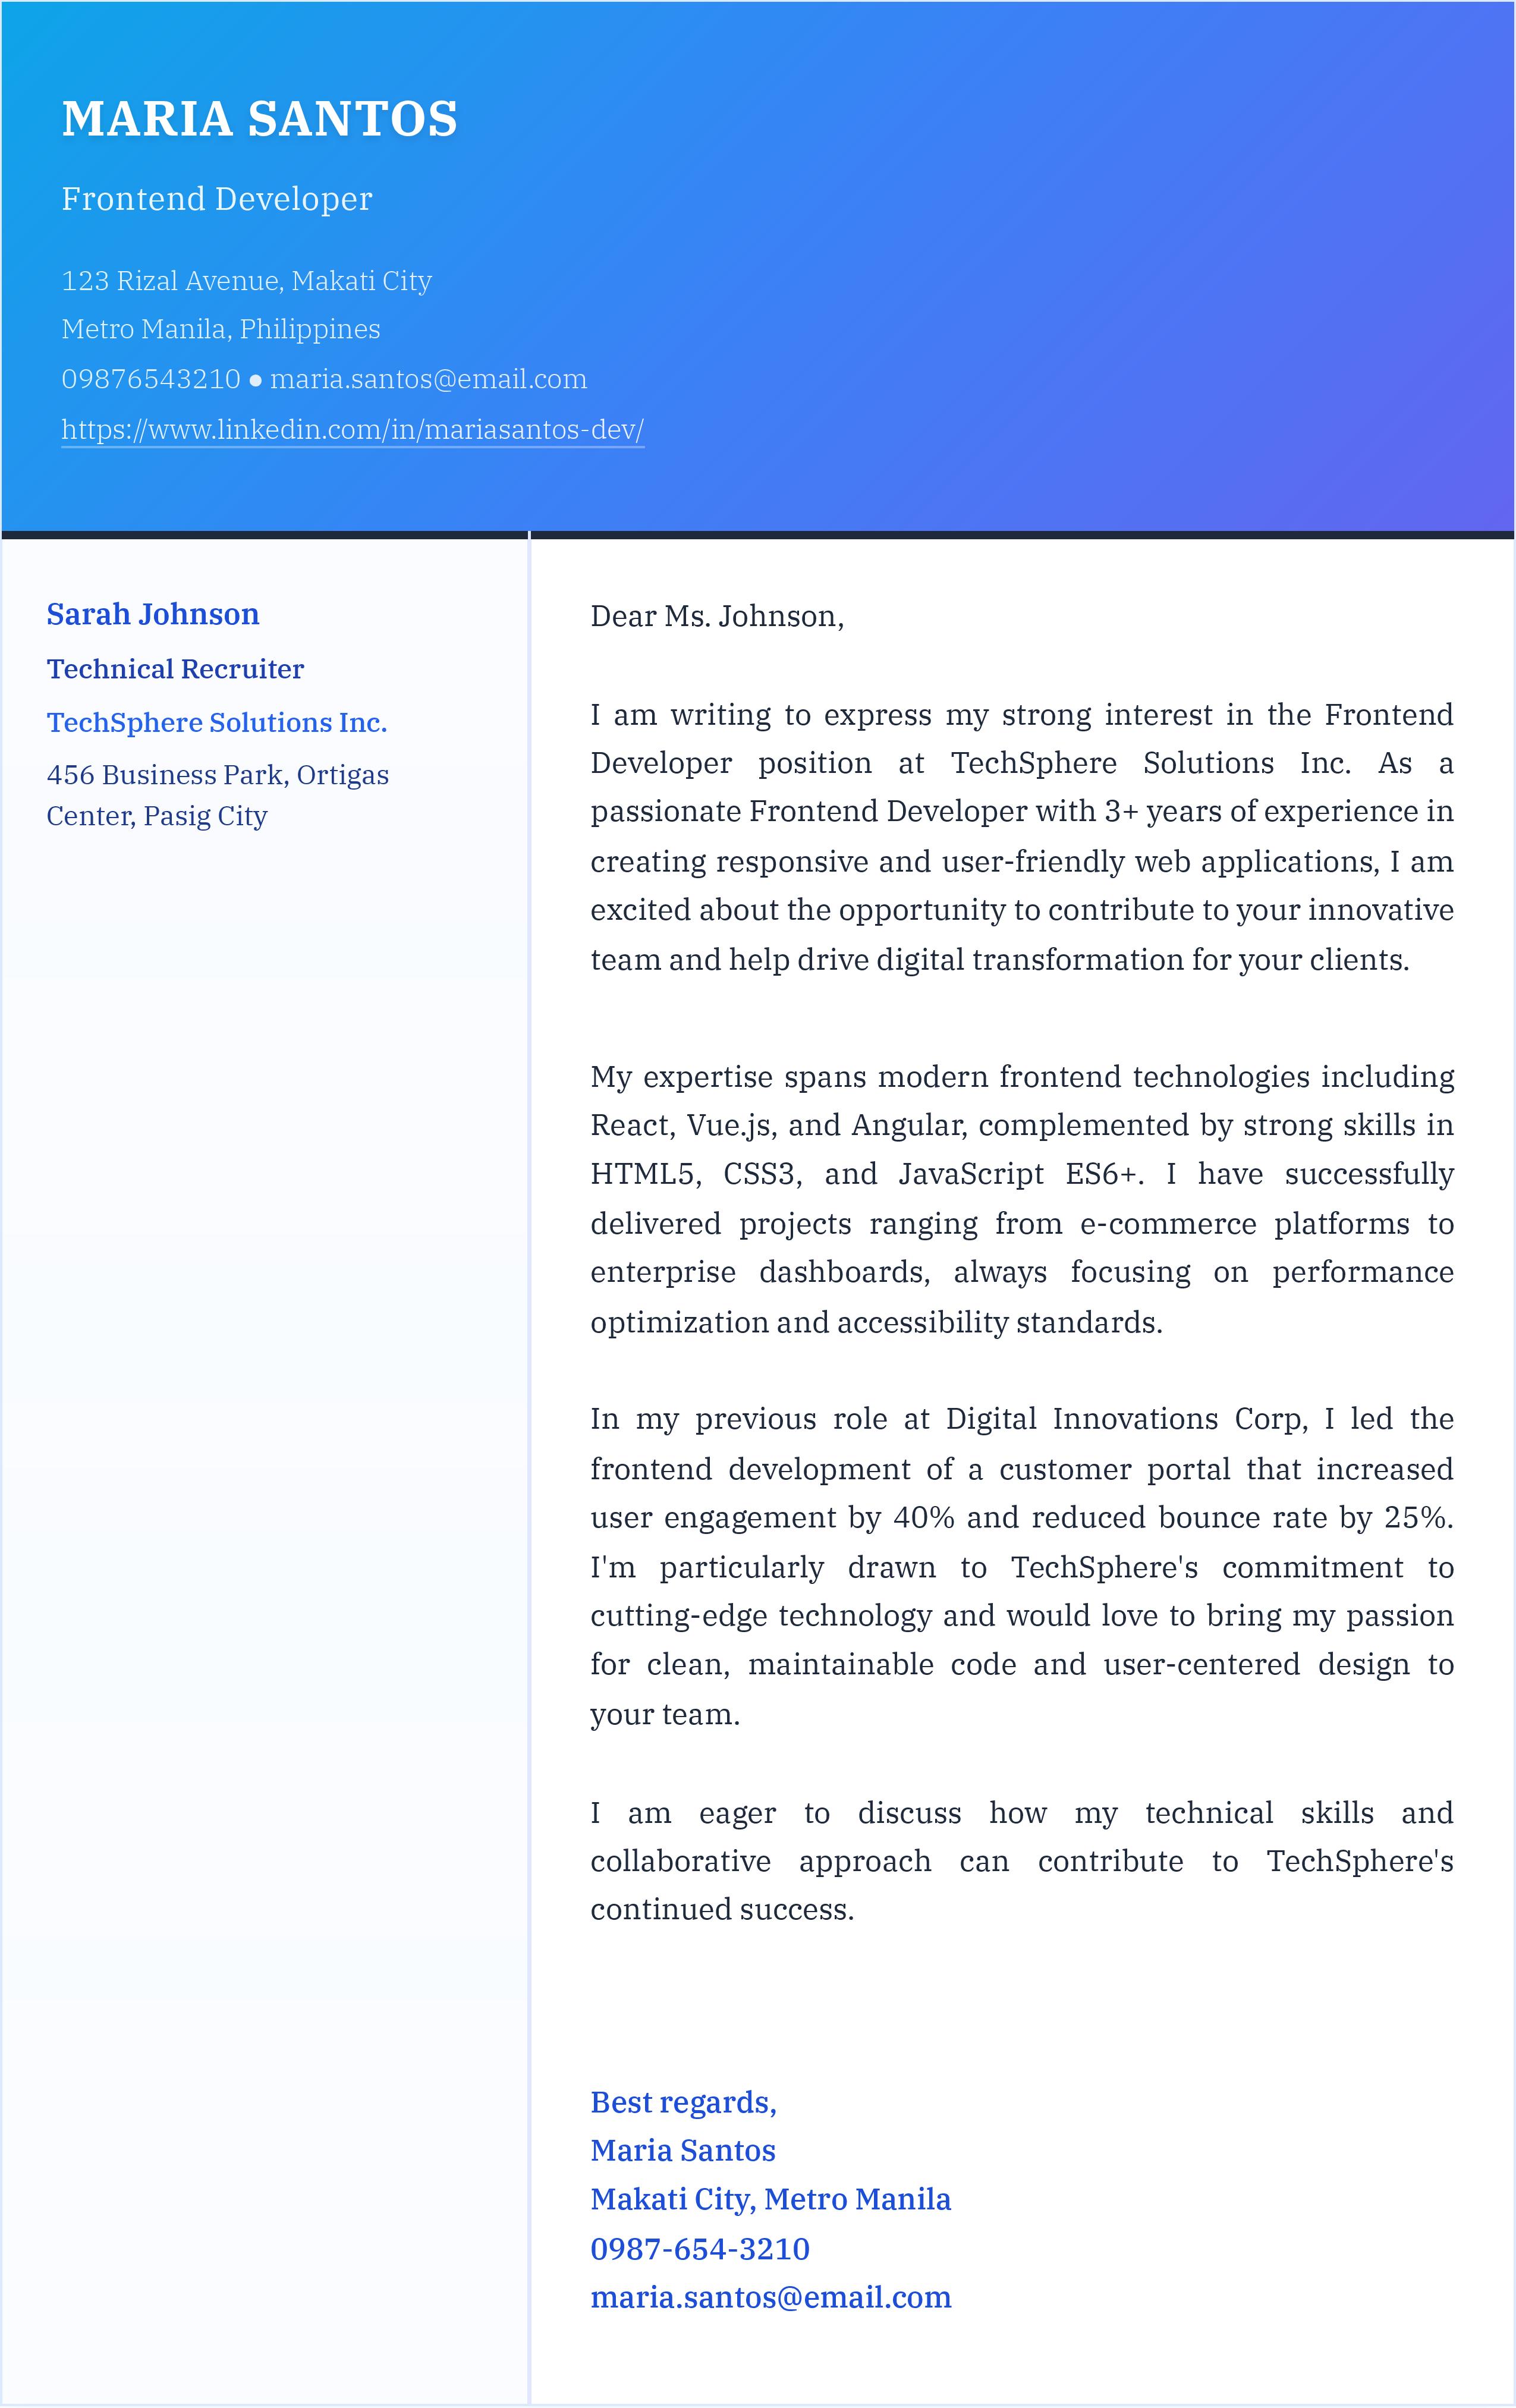 MARIA SANTOS
Frontend Developer
123 Rizal Avenue, Makati City
Metro Manila, Philippines
09876543210 ● maria.santos@email.com
https://www.linkedin.com/in/mariasantos-dev/
Sarah Johnson
Technical Recruiter
TechSphere Solutions Inc.
456 Business Park, Ortigas
Center, Pasig City
Dear Ms. Johnson,
I am writing to express my strong interest in the Frontend
Developer position at TechSphere Solutions Inc. As a
passionate Frontend Developer with 3+ years of experience in
creating responsive and user-friendly web applications, I am
excited about the opportunity to contribute to your innovative
team and help drive digital transformation for your clients.
My expertise spans modern frontend technologies including
React, Vue.js, and Angular, complemented by strong skills in
HTML5, CSS3, and JavaScript ES6+. I have successfully
delivered projects ranging from e-commerce platforms to
enterprise dashboards, always focusing on performance
optimization and accessibility standards.
In my previous role at Digital Innovations Corp, I led the
frontend development of a customer portal that increased
user engagement by 40% and reduced bounce rate by 25%.
I'm particularly drawn to TechSphere's commitment to
cutting-edge technology and would love to bring my passion
for clean, maintainable code and user-centered design to
your team.
I am eager to discuss how my technical skills and
collaborative approach can contribute to TechSphere's
continued success.
Best regards,
Maria Santos
Makati City, Metro Manila
0987-654-3210
maria.santos@email.com